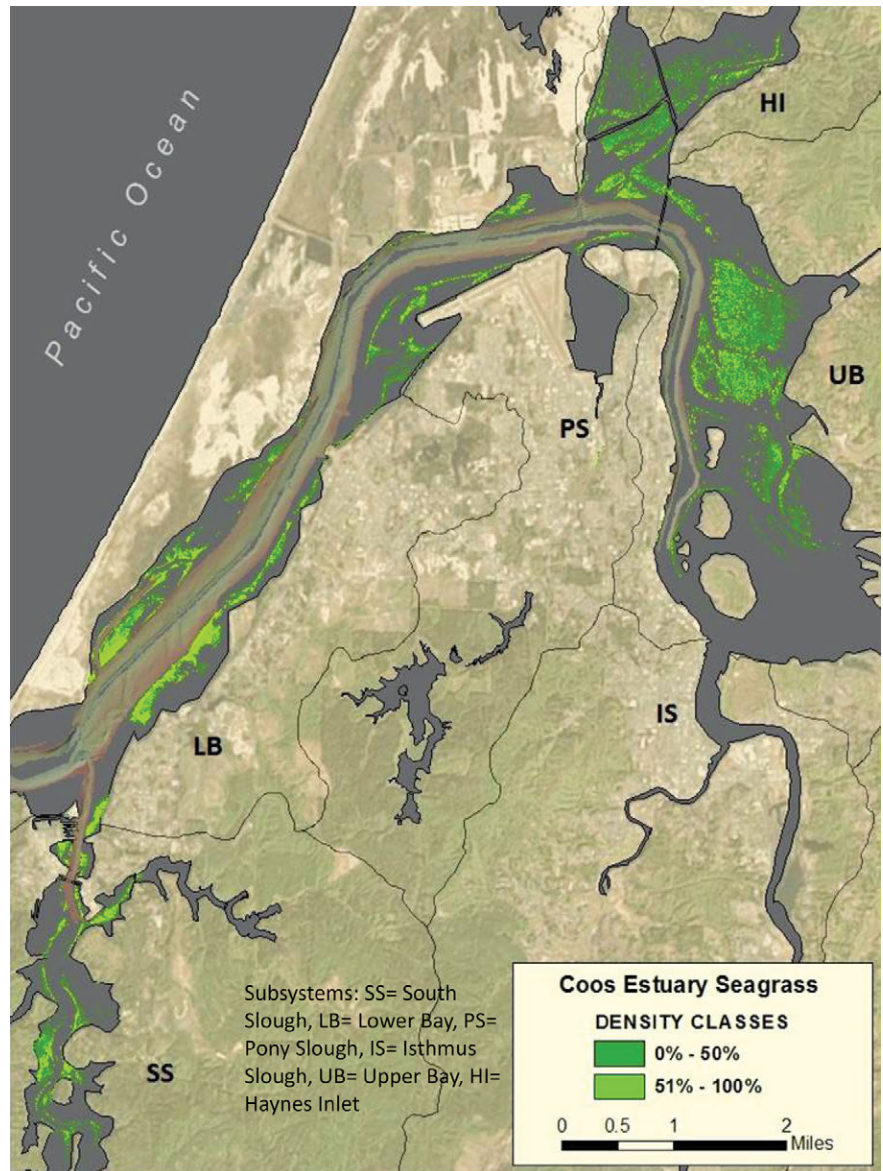 Pacific Ocean
HI
UB
PS
IS
LB
SS
Subsystems: SS= South
Slough, LB= Lower Bay, PS=
Pony Slough, IS= Isthmus
Slough, UB= Upper Bay, HI=
Haynes Inlet
Coos Estuary Seagrass
DENSITY CLASSES
0% - 50%
51% - 100%
0 0.5 1 2
Miles